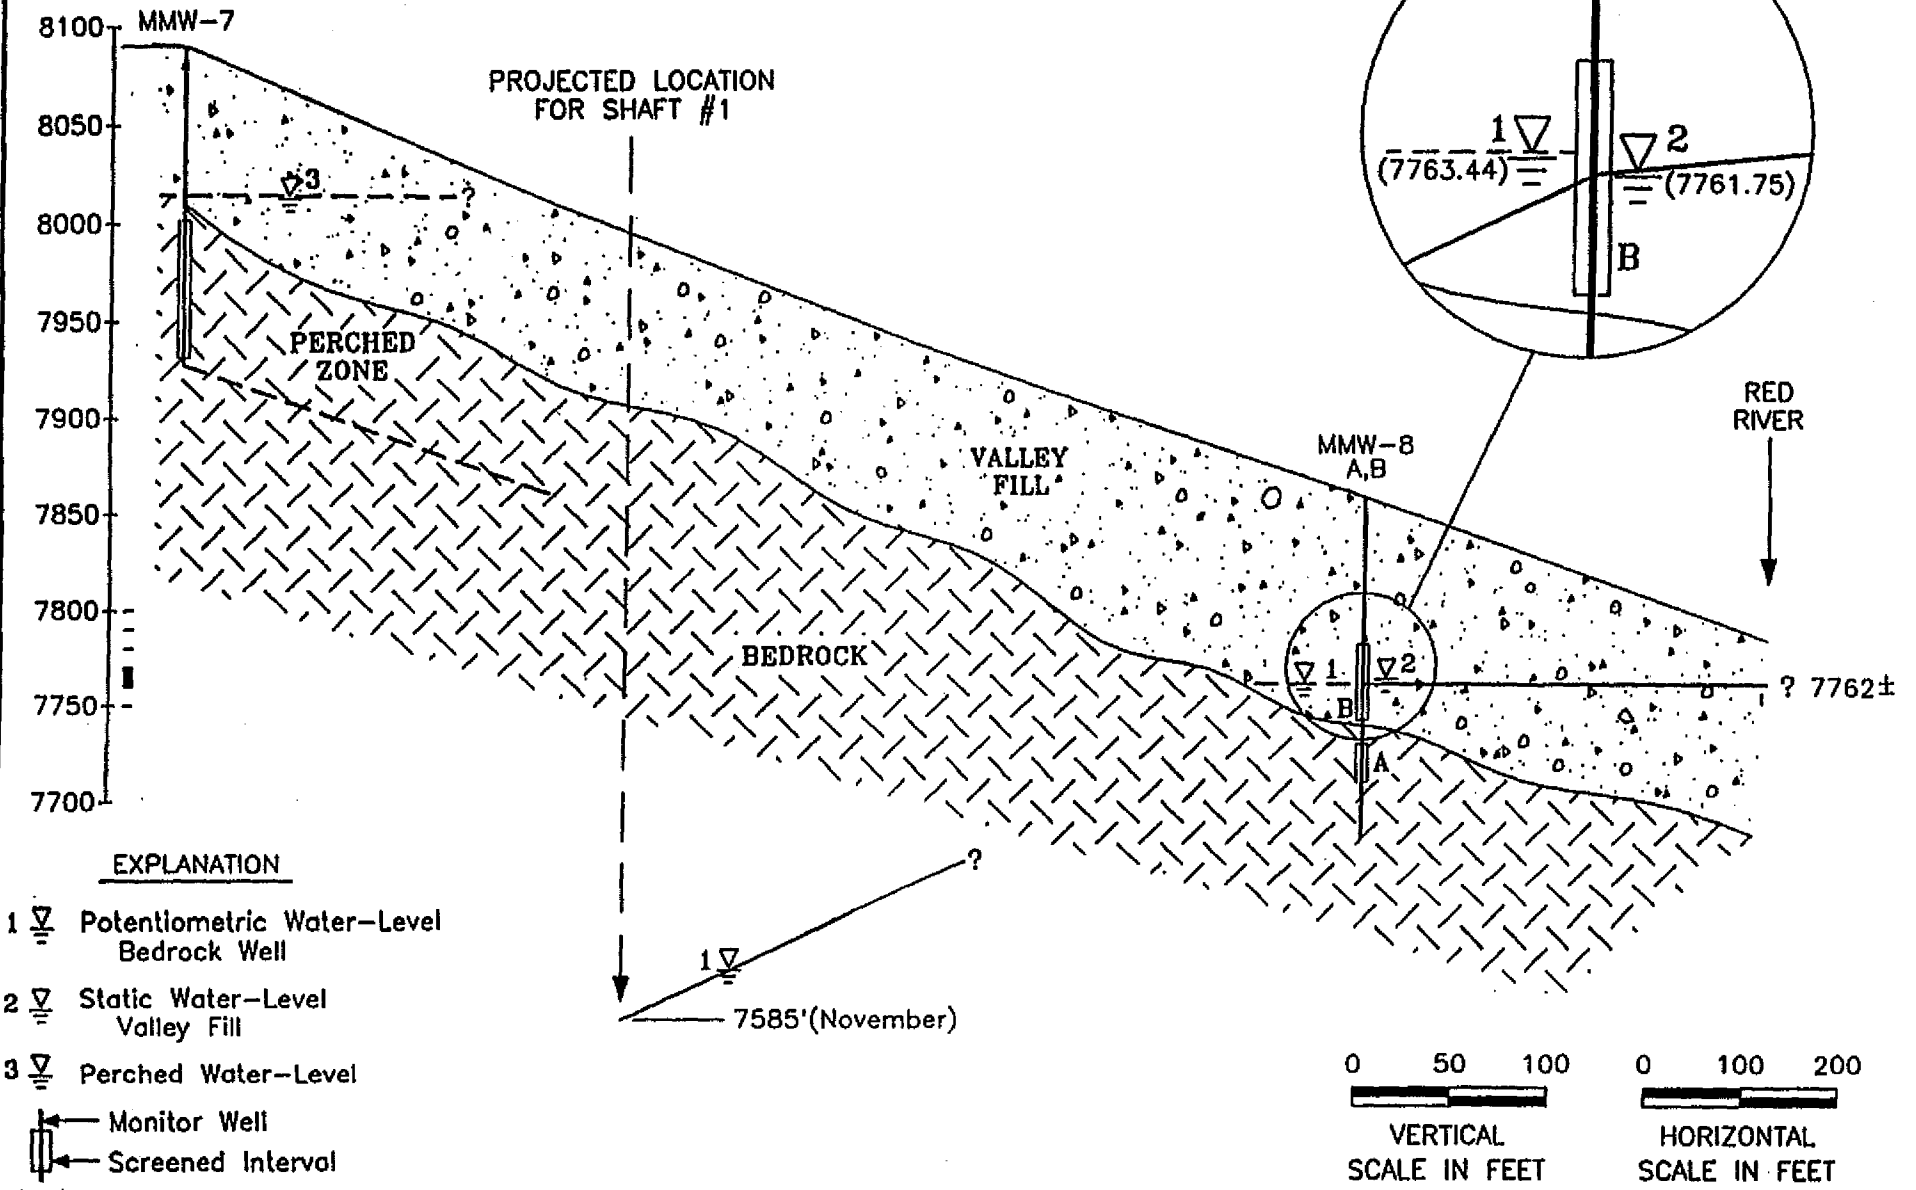 8100
8050
8000
7950
7900
7850
7800
7750
7700
MMW-7
PROJECTED LOCATION
FOR SHAFT #1
3
?
PERCHED
ZONE
VALLEY
FILL
BEDROCK
MMW-8
A,B
1
2
B
A
RED
RIVER
? 7762±
1
2
(7763.44)
(7761.75)
B
?
1
7585'(November)
EXPLANATION
1 Potentiometric Water-Level
Bedrock Well
2 Static Water-Level
Valley Fill
3 Perched Water-Level
Monitor Well
Screened Interval
0 50 100
VERTICAL
SCALE IN FEET
0 100 200
HORIZONTAL
SCALE IN FEET